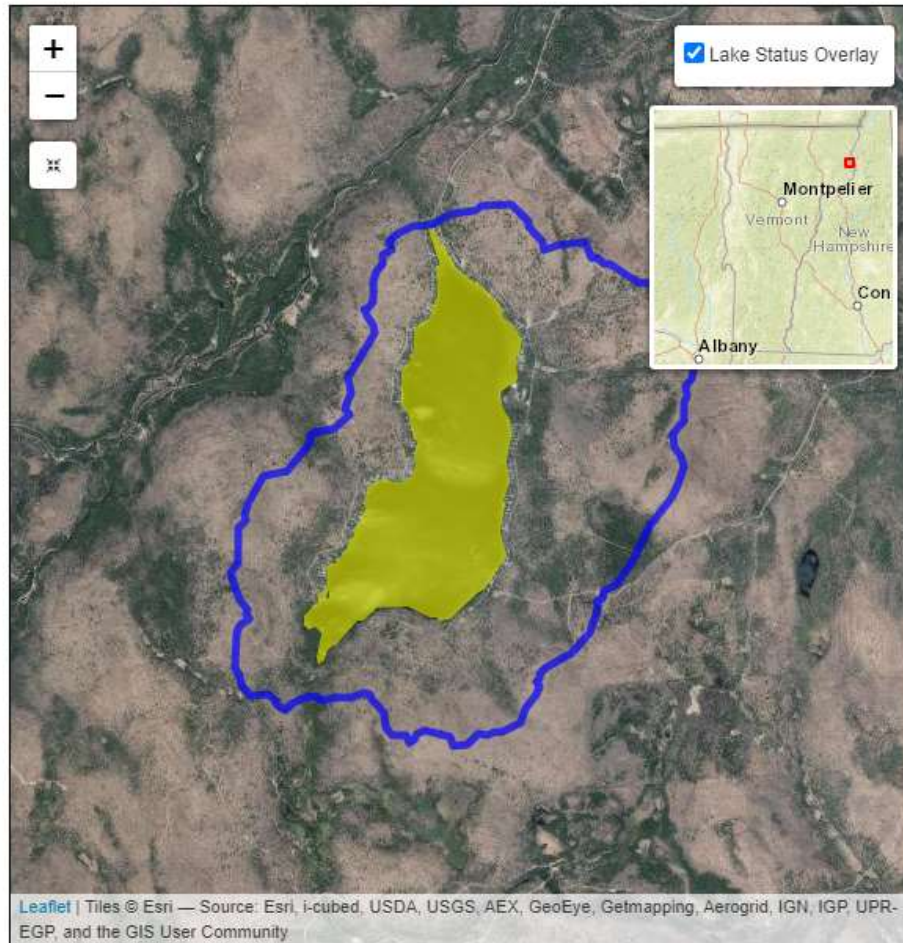 +
−
Lake Status Overlay
Montpelier
Vermont
New
Hampshire
Con
Albany
Leaflet | Tiles © Esri — Source: Esri, i-cubed, USDA, USGS, AEX, GeoEye, Getmapping, Aerogrid, IGN, IGP, UPR-
EGP, and the GIS User Community